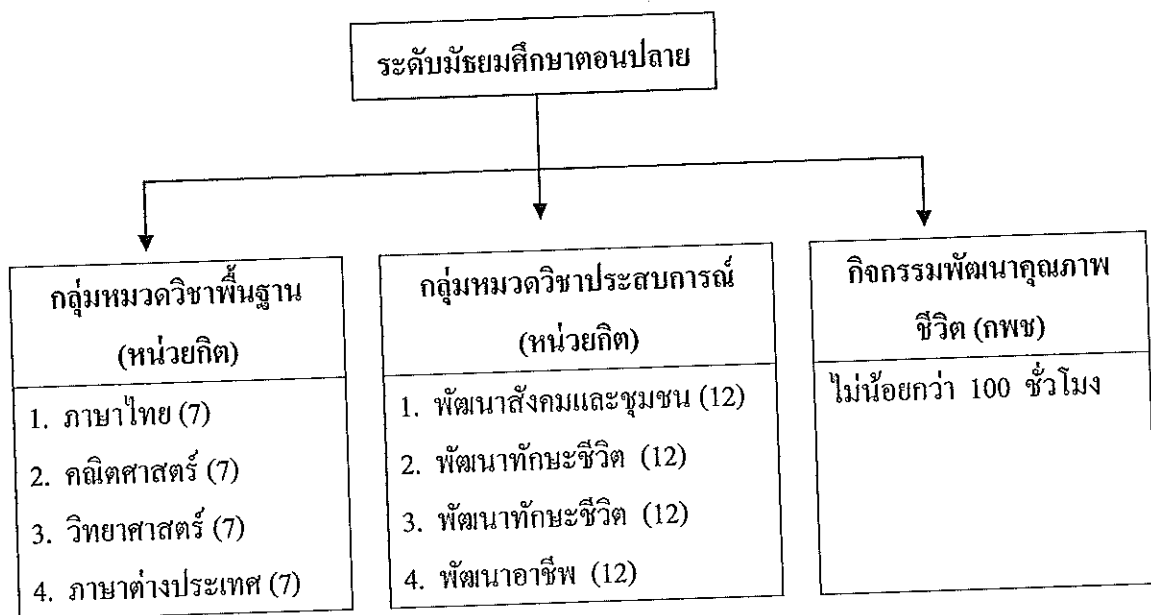 ระดับมัธยมศึกษาตอนปลาย
กลุ่มหมวดวิชาพื้นฐาน
(หน่วยกิต)
1. ภาษาไทย (7)
2. คณิตศาสตร์ (7)
3. วิทยาศาสตร์ (7)
4. ภาษาต่างประเทศ (7)
กลุ่มหมวดวิชาประสบการณ์
(หน่วยกิต)
1. พัฒนาสังคมและชุมชน (12)
2. พัฒนาทักษะชีวิต (12)
3. พัฒนาทักษะชีวิต (12)
4. พัฒนาอาชีพ (12)
กิจกรรมพัฒนาคุณภาพ
ชีวิต (กพช)
ไม่น้อยกว่า 100 ชั่วโมง